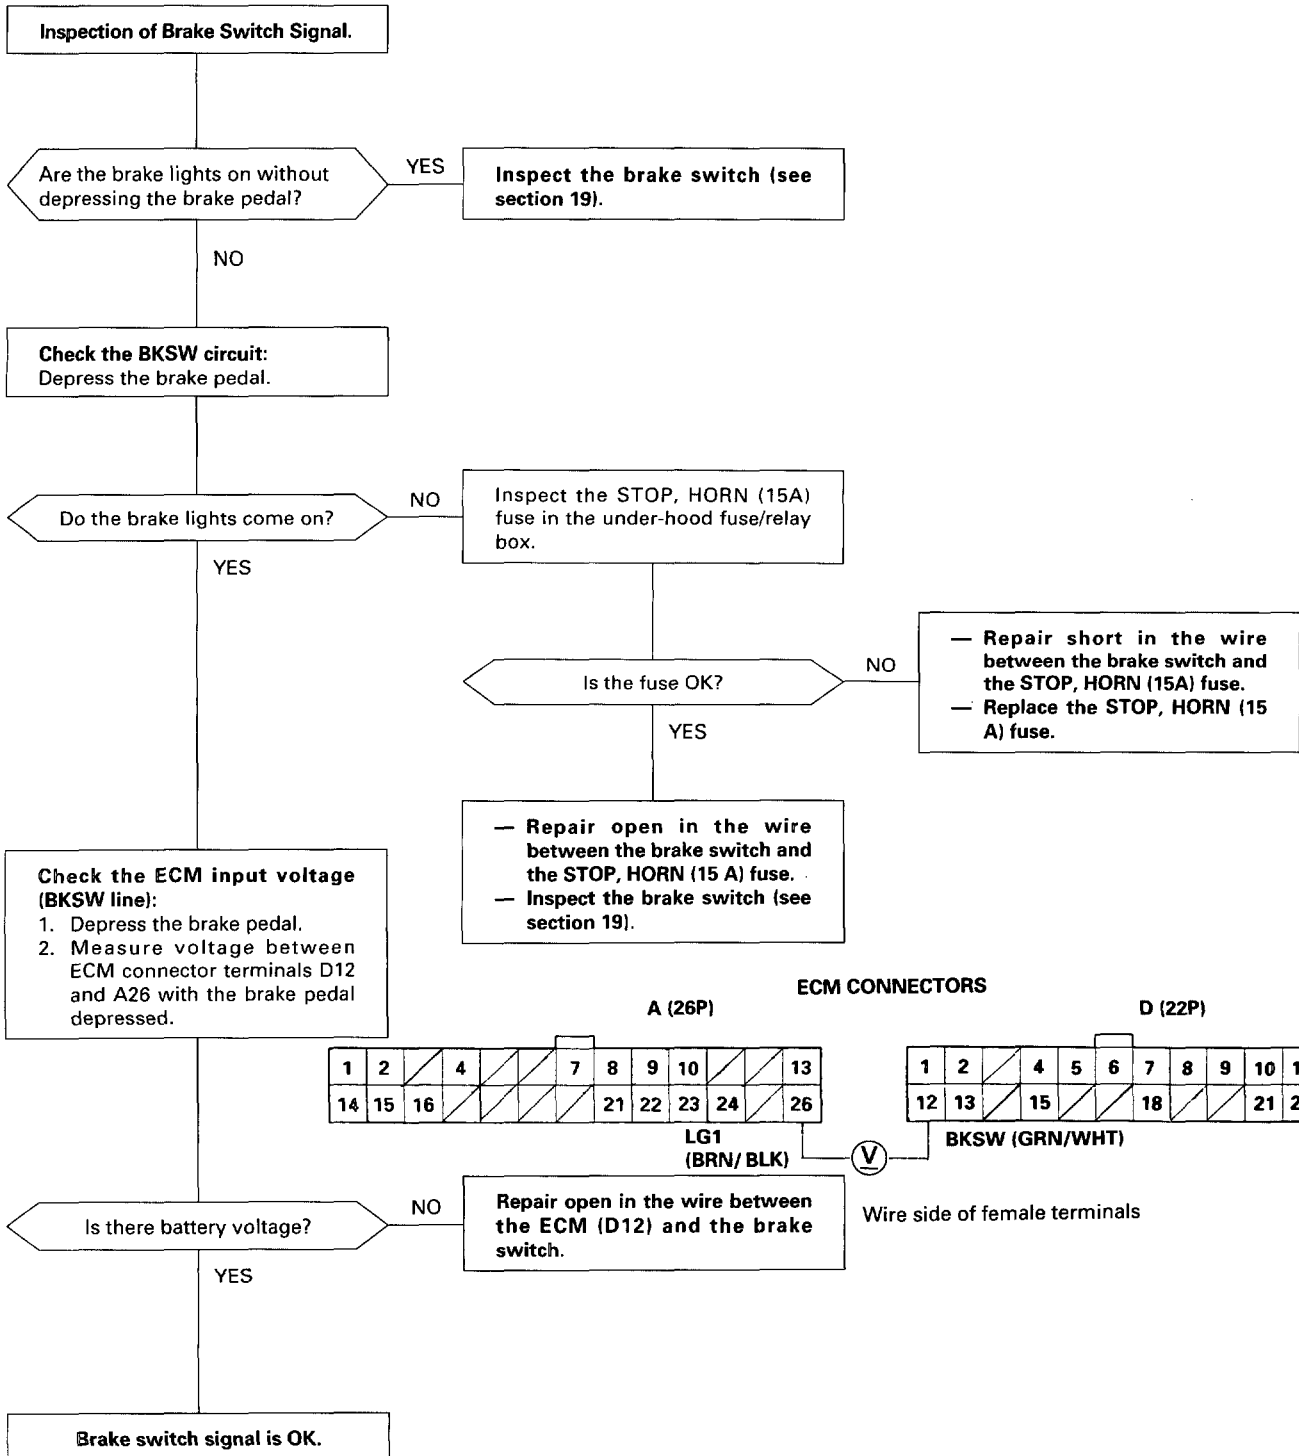 Inspection of Brake Switch Signal.
Are the brake lights on without
depressing the brake pedal?
YES
Inspect the brake switch (see
section 19).
NO
Check the BKSW circuit:
Depress the brake pedal.
Do the brake lights come on?
NO
Inspect the STOP, HORN (15A)
fuse in the under-hood fuse/relay
box.
YES
Is the fuse OK?
NO
— Repair short in the wire
between the brake switch and
the STOP, HORN (15A) fuse.
— Replace the STOP, HORN (15
A) fuse.
YES
— Repair open in the wire
between the brake switch and
the STOP, HORN (15 A) fuse.
— Inspect the brake switch (see
section 19).
Check the ECM input voltage
(BKSW line):
1. Depress the brake pedal.
2. Measure voltage between
ECM connector terminals D12
and A26 with the brake pedal
depressed.
ECM CONNECTORS
A (26P)
1 2 4 7 8 9 10 13
14 15 16 21 22 23 24 26
LG1
(BRN/ BLK)
V
D (22P)
1 2 4 5 6 7 8 9 10
12 13 15 18 21
BKSW (GRN/WHT)
Wire side of female terminals
Is there battery voltage?
NO
Repair open in the wire between
the ECM (D12) and the brake
switch.
YES
Brake switch signal is OK.